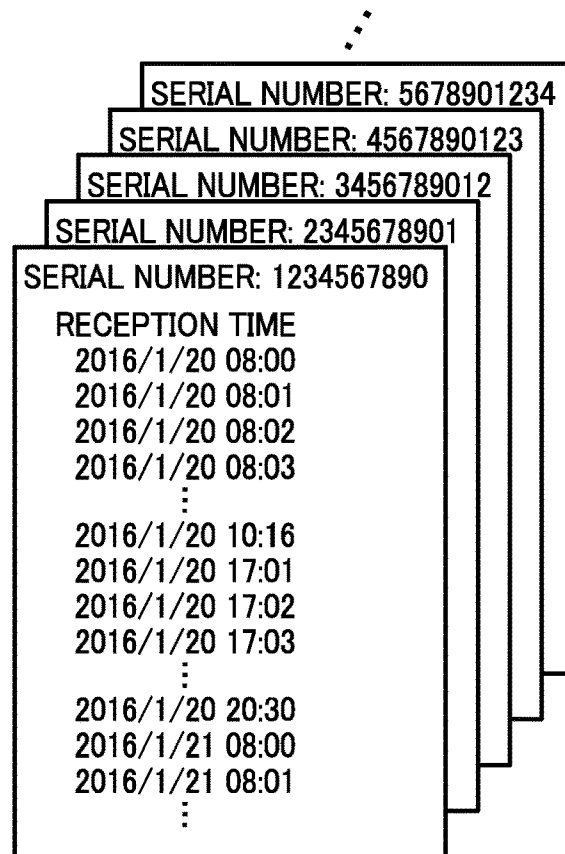 SERIAL NUMBER: 5678901234
SERIAL NUMBER: 4567890123
SERIAL NUMBER: 3456789012
SERIAL NUMBER: 2345678901
SERIAL NUMBER: 1234567890
RECEPTION TIME
2016/1/20 08:00
2016/1/20 08:01
2016/1/20 08:02
2016/1/20 08:03
⋮
2016/1/20 10:16
2016/1/20 17:01
2016/1/20 17:02
2016/1/20 17:03
⋮
2016/1/20 20:30
2016/1/21 08:00
2016/1/21 08:01
⋮